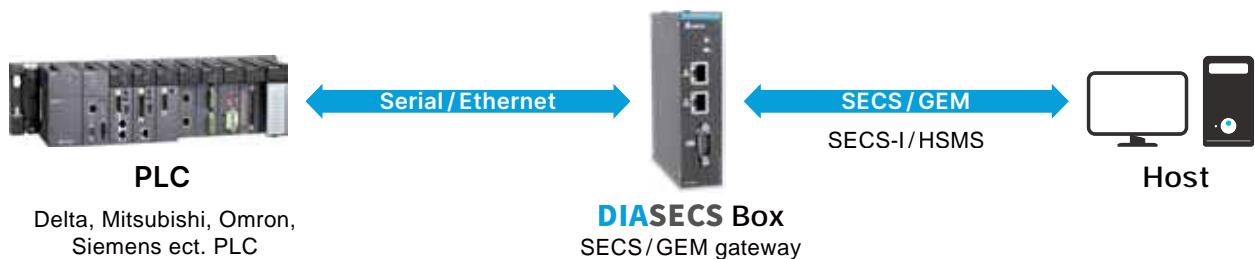 Serial / Ethernet
SECS / GEM
SECS-I / HSMS
PLC
Host
Delta, Mitsubishi, Omron,
Siemens ect. PLC
DIASECS Box
SECS / GEM gateway